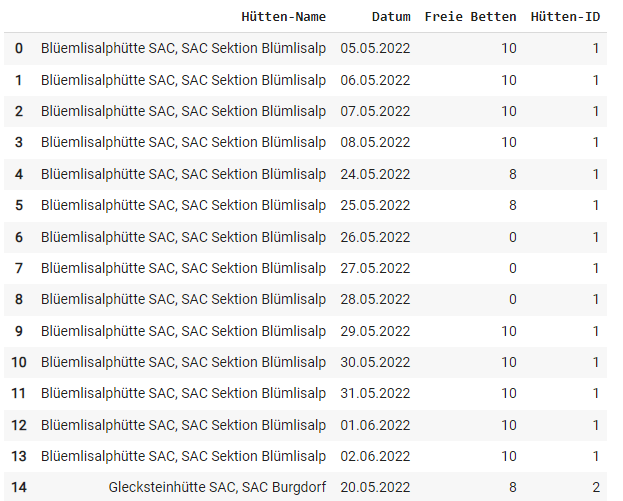 Hütten-Name Datum Freie Betten Hütten-ID
0 Blüemlisalphütte SAC, SAC Sektion Blümlisalp 05.05.2022 10 1
1 Blüemlisalphütte SAC, SAC Sektion Blümlisalp 06.05.2022 10 1
2 Blüemlisalphütte SAC, SAC Sektion Blümlisalp 07.05.2022 10 1
3 Blüemlisalphütte SAC, SAC Sektion Blümlisalp 08.05.2022 10 1
4 Blüemlisalphütte SAC, SAC Sektion Blümlisalp 24.05.2022 8 1
5 Blüemlisalphütte SAC, SAC Sektion Blümlisalp 25.05.2022 8 1
6 Blüemlisalphütte SAC, SAC Sektion Blümlisalp 26.05.2022 0 1
7 Blüemlisalphütte SAC, SAC Sektion Blümlisalp 27.05.2022 0 1
8 Blüemlisalphütte SAC, SAC Sektion Blümlisalp 28.05.2022 0 1
9 Blüemlisalphütte SAC, SAC Sektion Blümlisalp 29.05.2022 10 1
10 Blüemlisalphütte SAC, SAC Sektion Blümlisalp 30.05.2022 10 1
11 Blüemlisalphütte SAC, SAC Sektion Blümlisalp 31.05.2022 10 1
12 Blüemlisalphütte SAC, SAC Sektion Blümlisalp 01.06.2022 10 1
13 Blüemlisalphütte SAC, SAC Sektion Blümlisalp 02.06.2022 10 1
14 Glecksteinhütte SAC, SAC Burgdorf 20.05.2022 8 2